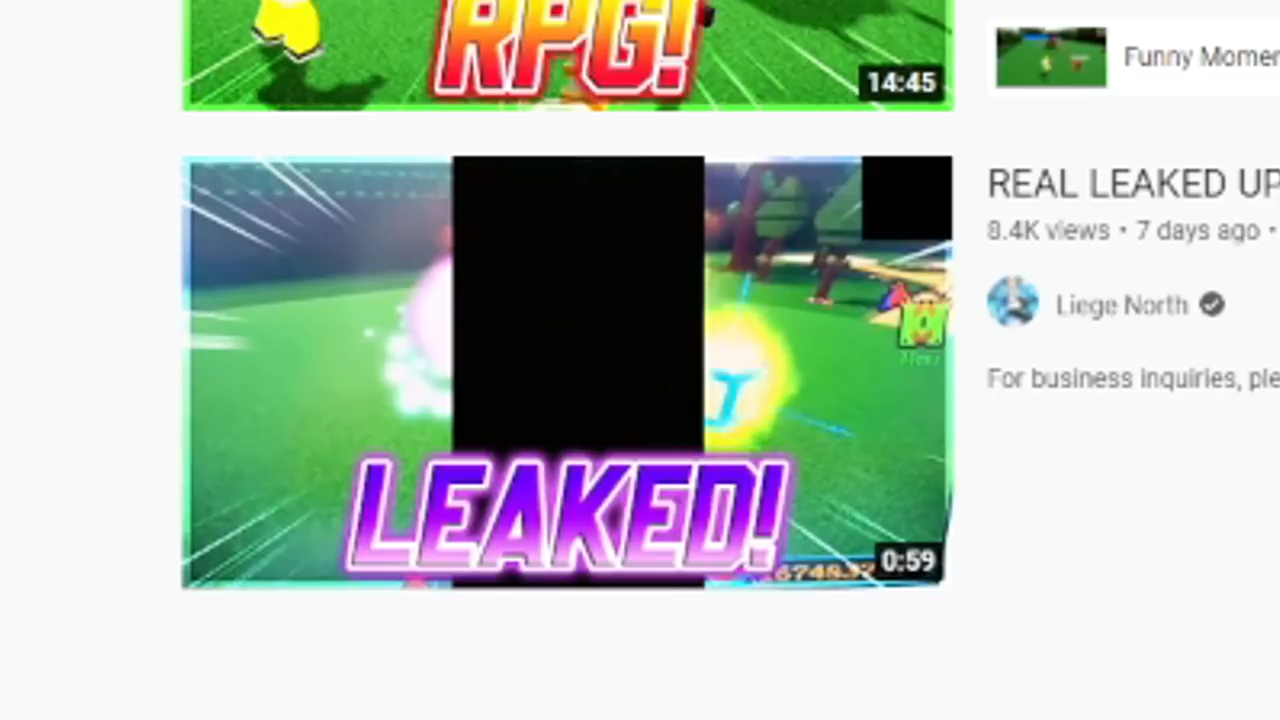 RPG!
14:45
Funny Momen
REAL LEAKED UP
8.4K views • 7 days ago •
Liege North
For business inquiries, ple
LEAKED!
0:59